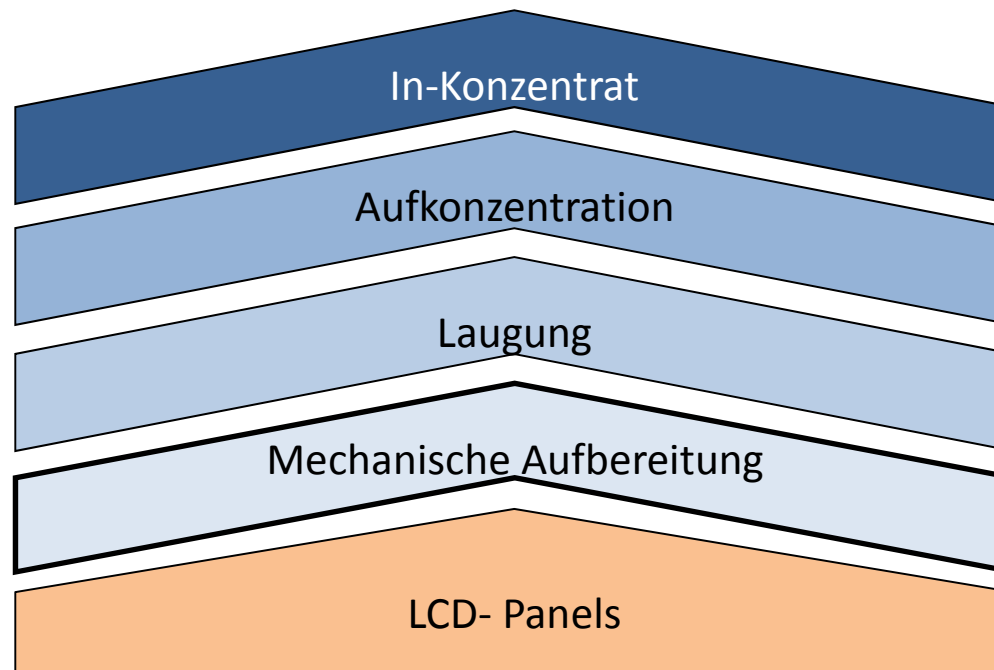 In-Konzentrat
Aufkonzentration
Laugung
Mechanische Aufbereitung
LCD- Panels